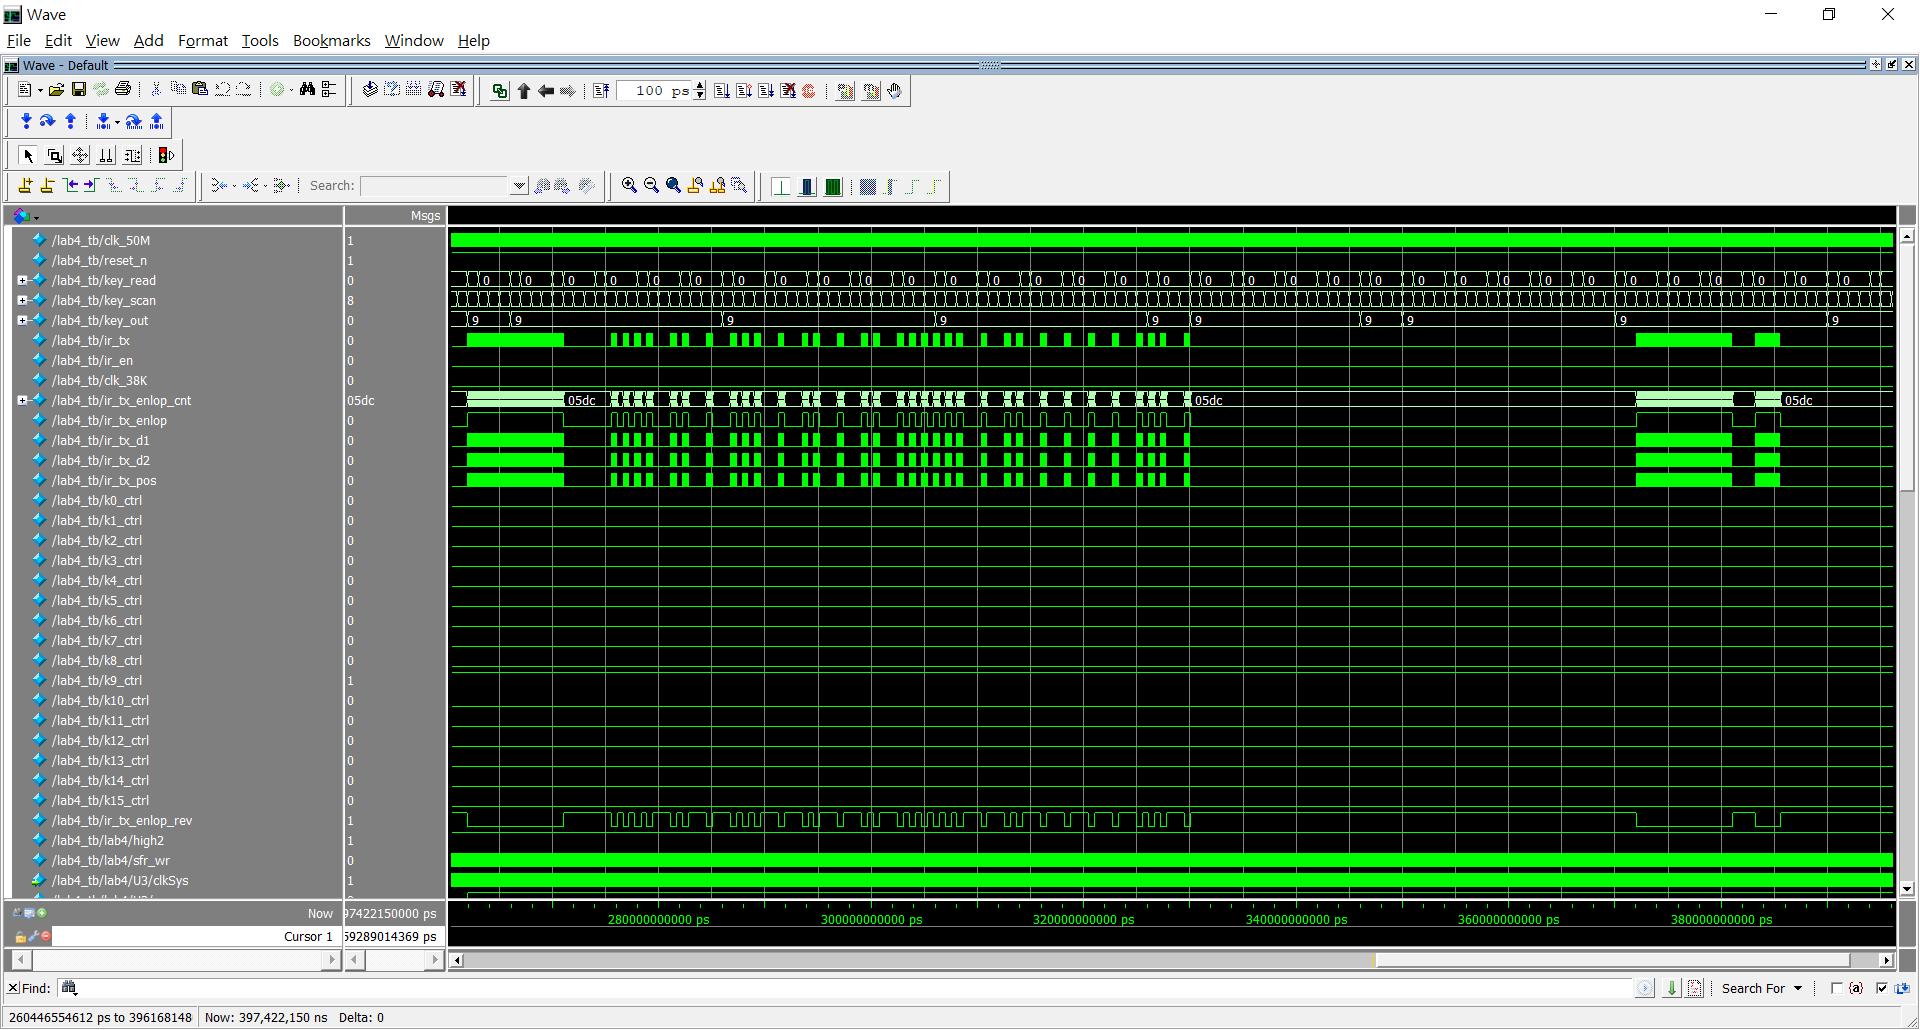 Wave
File Edit View Add Format Tools Bookmarks Window Help
Wave - Default
100 ps
Search:
Msgs
/lab4_tb/clk_50M 1
/lab4_tb/reset_n 1
/lab4_tb/key_read 0 0 0 0 0 0 0 0 0 0 0 0 0 0 0 0 0 0 0 0 0 0 0 0 0 0 0 0 0 0 0 0 0 0
/lab4_tb/key_scan 8
/lab4_tb/key_out 0 9 9 9 9 9 9 9 9 9 9
/lab4_tb/ir_tx 0
/lab4_tb/ir_en 0
/lab4_tb/clk_38K 0
/lab4_tb/ir_tx_enlop_cnt 05dc 05dc 05dc 05dc
/lab4_tb/ir_tx_enlop 0
/lab4_tb/ir_tx_d1 0
/lab4_tb/ir_tx_d2 0
/lab4_tb/ir_tx_pos 0
/lab4_tb/k0_ctrl 0
/lab4_tb/k1_ctrl 0
/lab4_tb/k2_ctrl 0
/lab4_tb/k3_ctrl 0
/lab4_tb/k4_ctrl 0
/lab4_tb/k5_ctrl 0
/lab4_tb/k6_ctrl 0
/lab4_tb/k7_ctrl 0
/lab4_tb/k8_ctrl 0
/lab4_tb/k9_ctrl 1
/lab4_tb/k10_ctrl 0
/lab4_tb/k11_ctrl 0
/lab4_tb/k12_ctrl 0
/lab4_tb/k13_ctrl 0
/lab4_tb/k14_ctrl 0
/lab4_tb/k15_ctrl 0
/lab4_tb/ir_tx_enlop_rev 1
/lab4_tb/lab4/high2 1
/lab4_tb/lab4/sfr_wr 0
/lab4_tb/lab4/U3/clkSys 1
Now 97422150000 ps 280000000000 ps 300000000000 ps 320000000000 ps 340000000000 ps 360000000000 ps 380000000000 ps
Cursor 1 59289014369 ps
Find: Search For
260446554612 ps to 396168148 Now: 397,422,150 ns Delta: 0